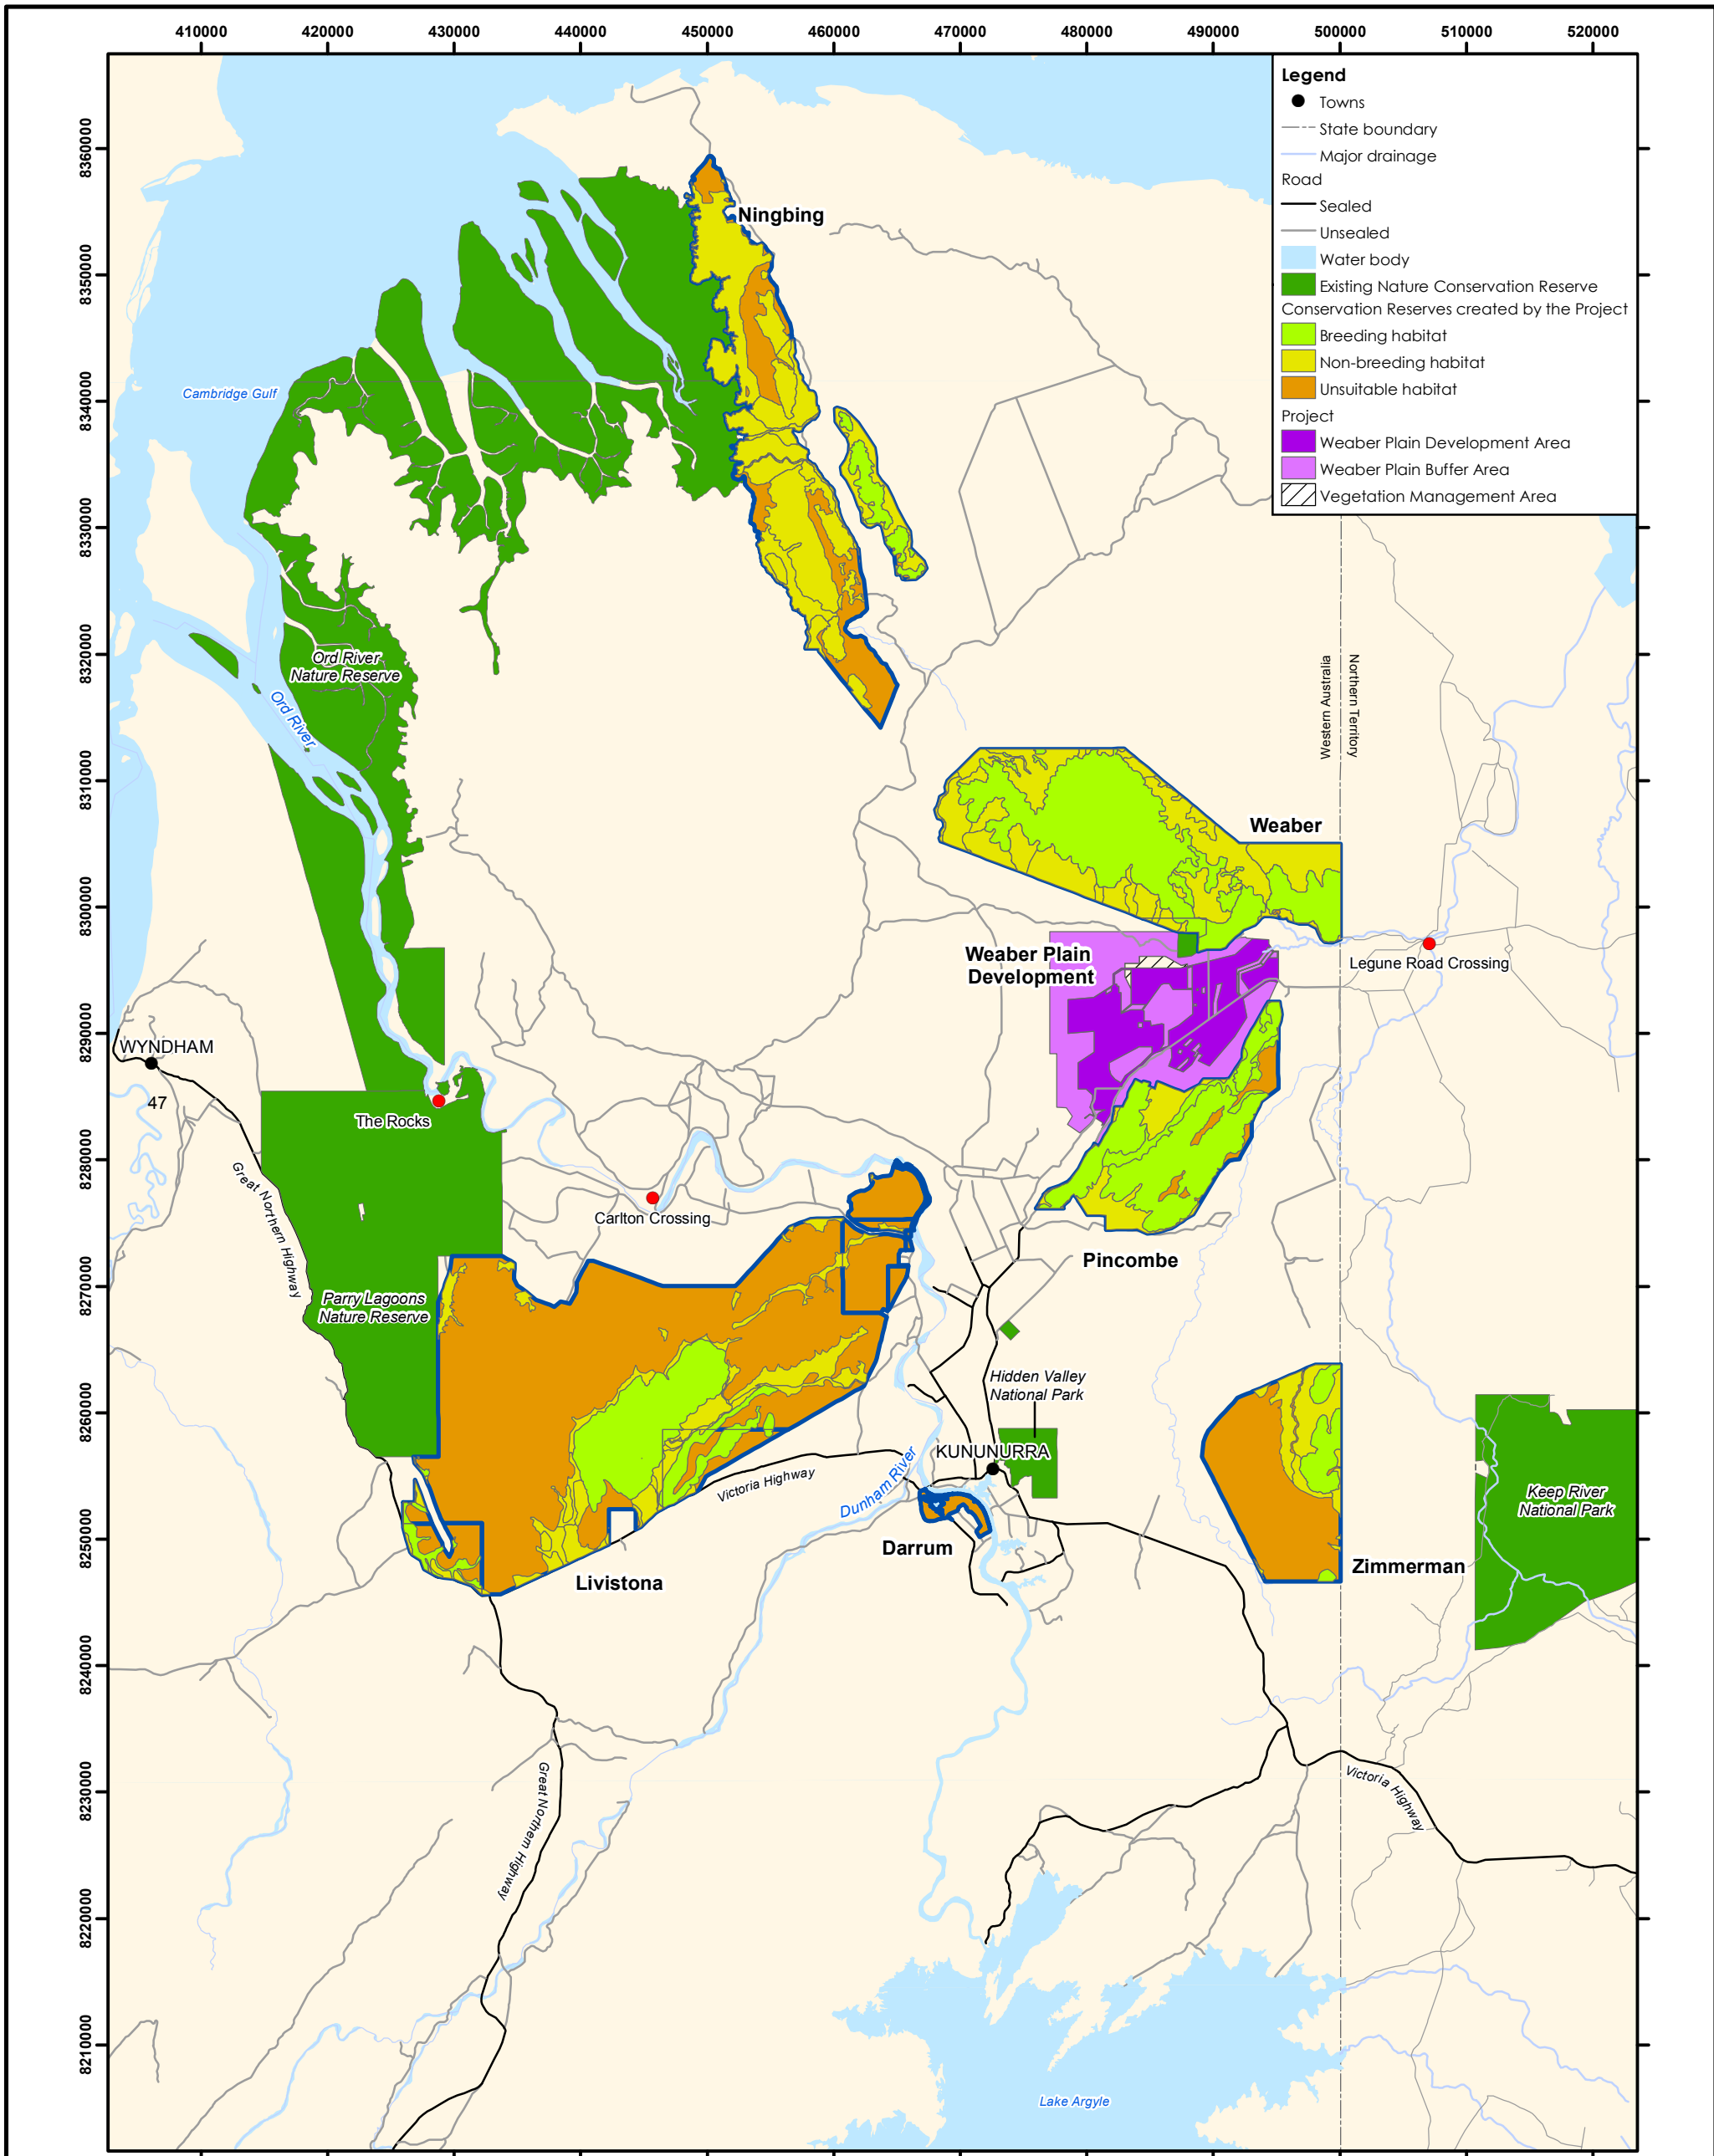 410000
420000
430000
440000
450000
460000
470000
480000
490000
500000
510000
520000
8360000
8350000
8340000
8330000
8320000
8310000
8300000
8290000
8280000
8270000
8260000
8250000
8240000
8230000
8220000
8210000
Legend
Towns
State boundary
Major drainage
Road
Sealed
Unsealed
Water body
Existing Nature Conservation Reserve
Conservation Reserves created by the Project
Breeding habitat
Non-breeding habitat
Unsuitable habitat
Project
Weaber Plain Development Area
Weaber Plain Buffer Area
Vegetation Management Area
Ningbing
Cambridge Gulf
Ord River
Nature Reserve
Ord River
Western Australia
Northern Territory
Weaber
Weaber Plain
Development
Legune Road Crossing
WYNDHAM
47
The Rocks
Great Northern Highway
Carlton Crossing
Pincombe
Parry Lagoons
Nature Reserve
Hidden Valley
National Park
KUNUNURRA
Victoria Highway
Dunham River
Keep River
National Park
Darrum
Zimmerman
Livistona
Great Northern Highway
Victoria Highway
Lake Argyle